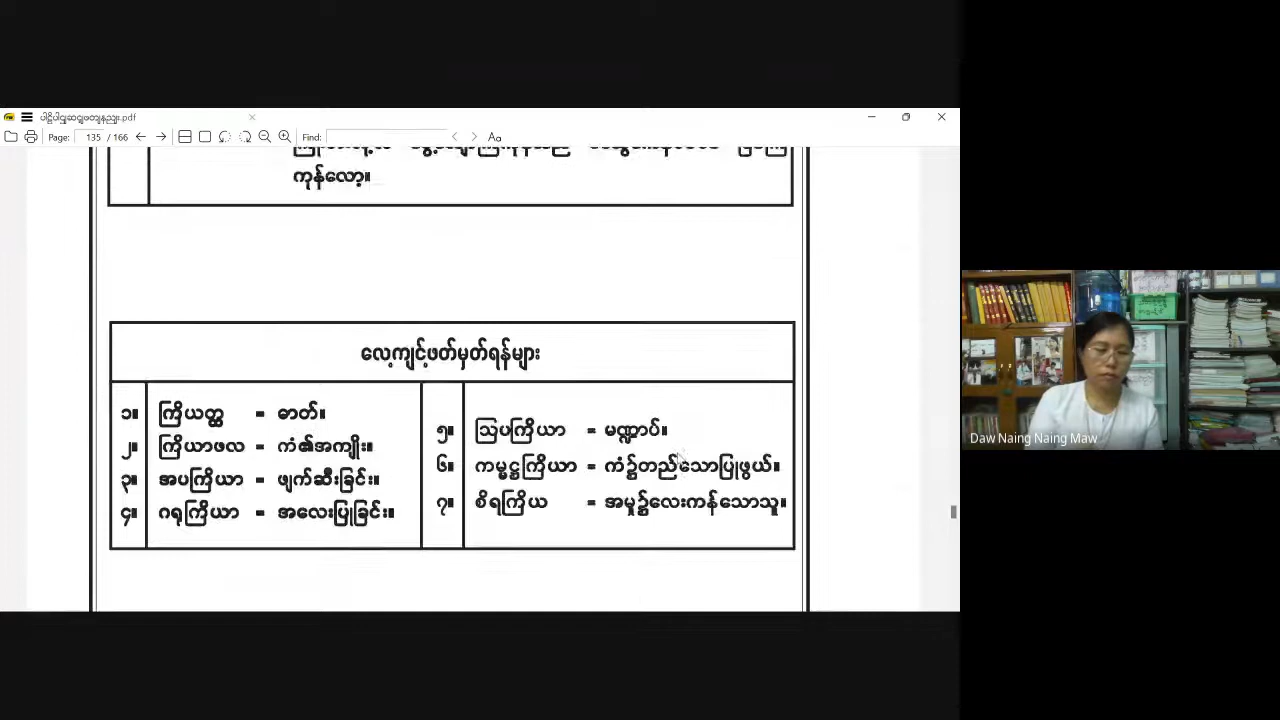 Page: 135 / 166
Find:
Aa
ကုန်လော့။
လေ့ကျင့်ဖတ်မှတ်ရန်များ
၁။ ကြိယတ္ထ = ဓာတ်။
၂။ ကြိယာဖလ = ကံ၏အကျိုး။
၃။ အပကြိယာ = ဖျက်ဆီးခြင်း။
၄။ ဂရုကြိယာ = အလေးပြုခြင်း။
၅။ ဩပကြိယာ = မဏ္ဍာပ်။
၆။ ကမ္မဋ္ဌကြိယာ = ကံ၌တည်သောပြုဖွယ်။
၇။ စိရကြိယ = အမှု၌လေးကန်သောသူ။
Daw Naing Naing Maw